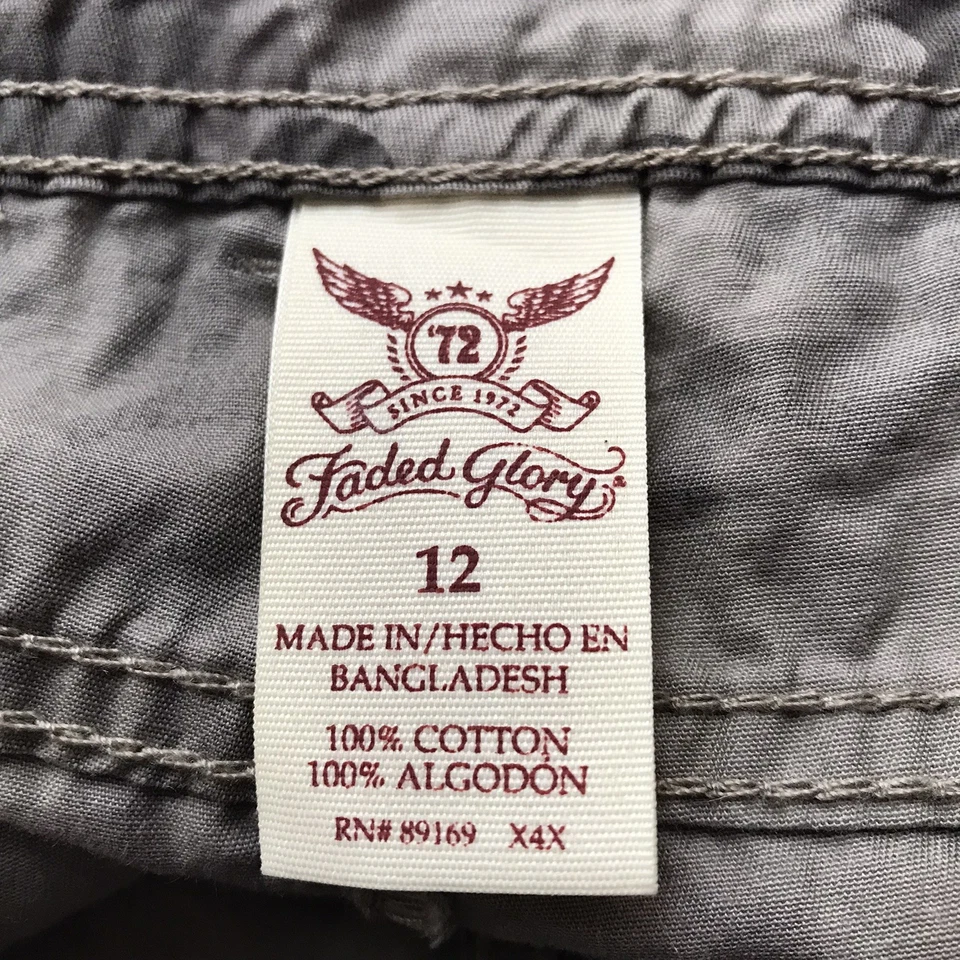 '72
SINCE 1972
Faded Glory®
12
MADE IN/HECHO EN
BANGLADESH
100% COTTON
100% ALGODÓN
RN# 89169 X4X